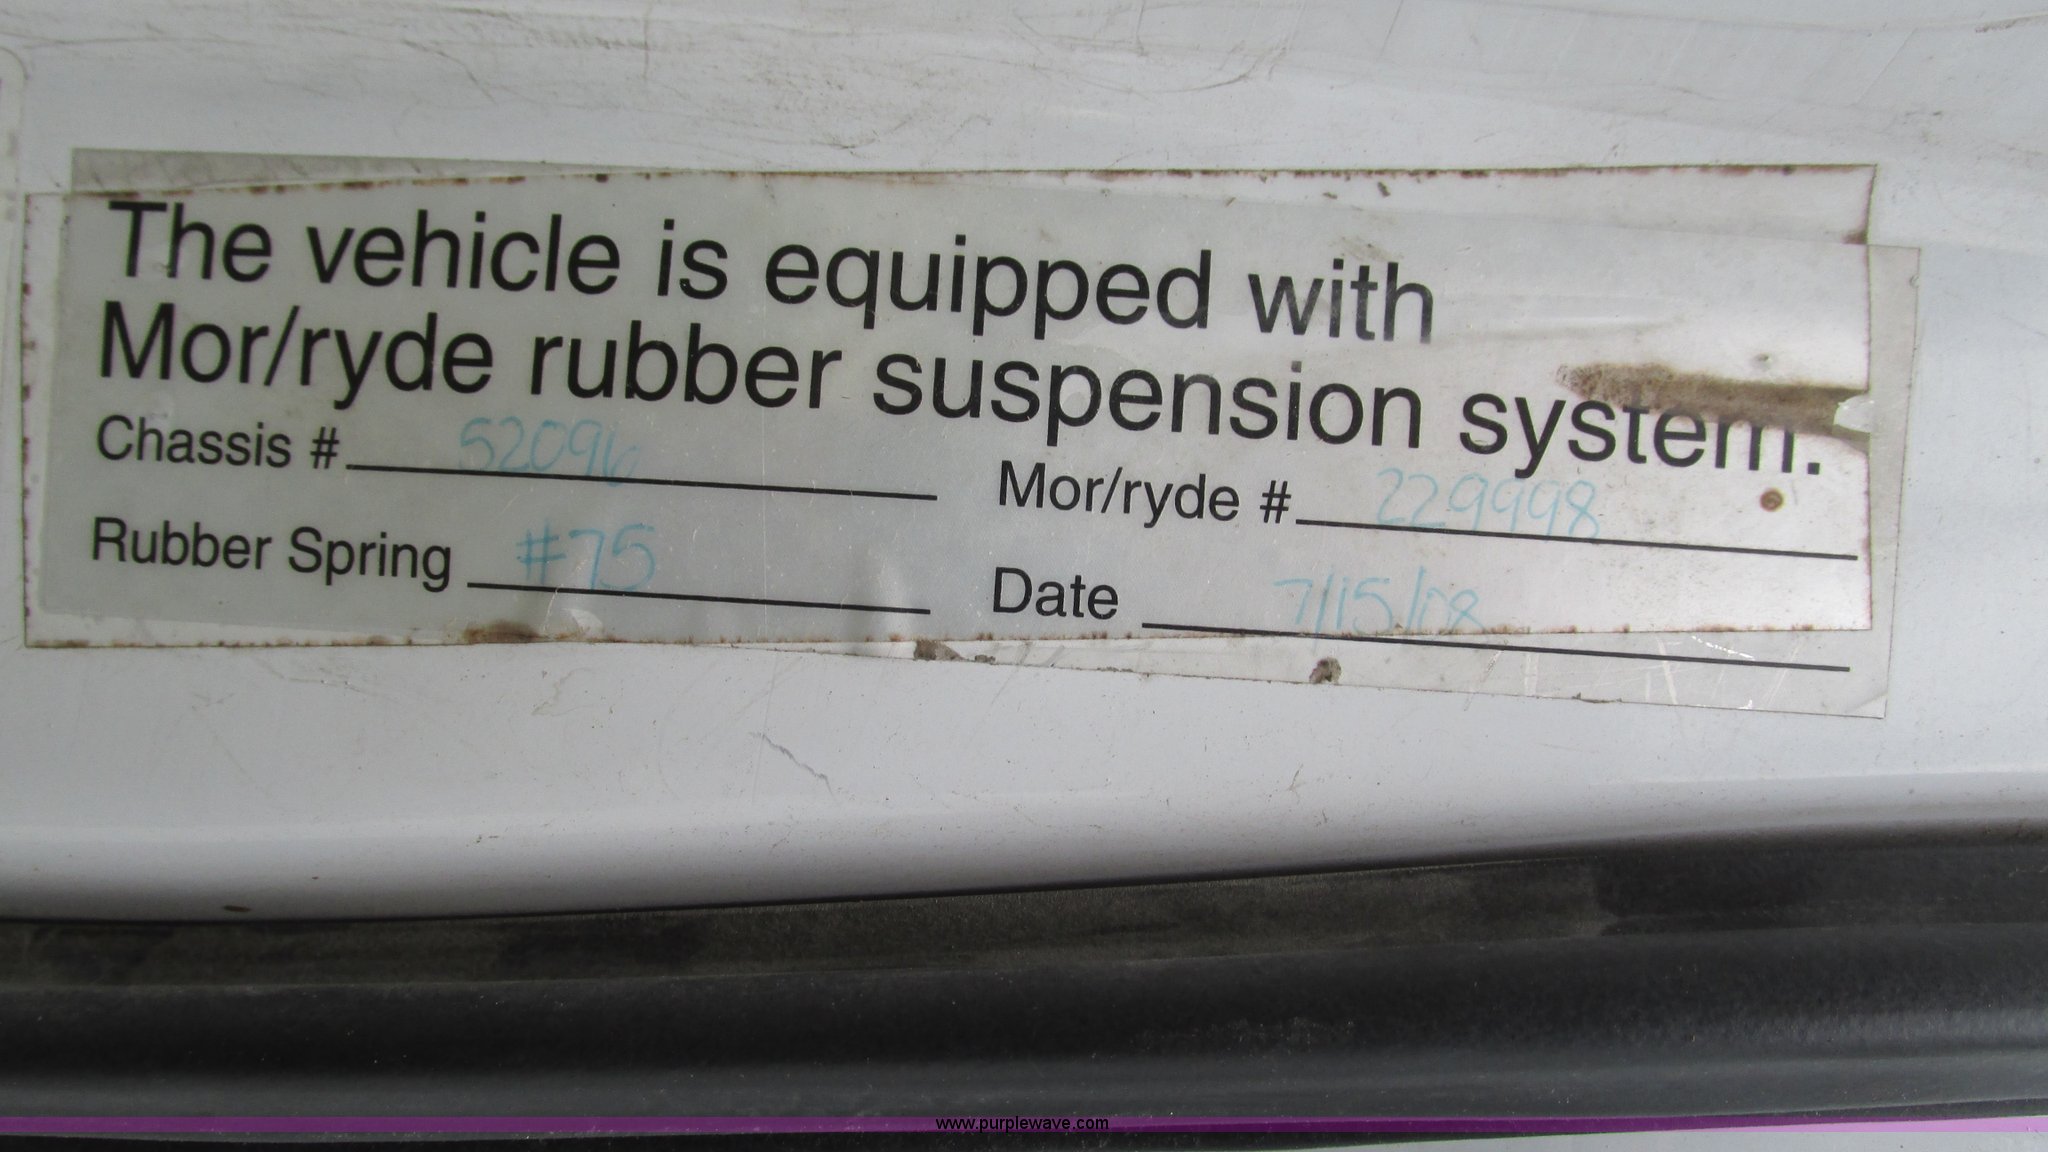 The vehicle is equipped with
Mor/ryde rubber suspension system.
Chassis # 52096 Mor/ryde # 229998
Rubber Spring #75 Date 7/15/08
www.purplewave.com